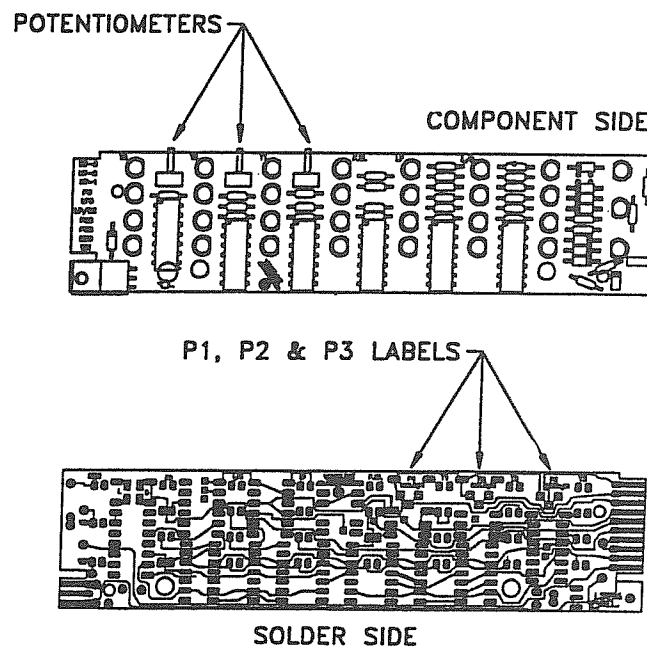 POTENTIOMETERS
COMPONENT SIDE
P1, P2 & P3 LABELS
SOLDER SIDE